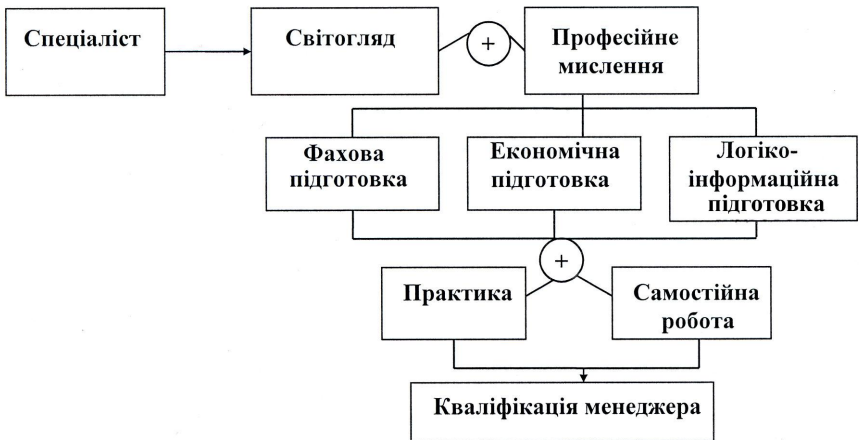 Спеціаліст
Світогляд
+
Професійне
мислення
Фахова
підготовка
Економічна
підготовка
Логіко-
інформаційна
підготовка
+
Практика
Самостійна
робота
Кваліфікація менеджера